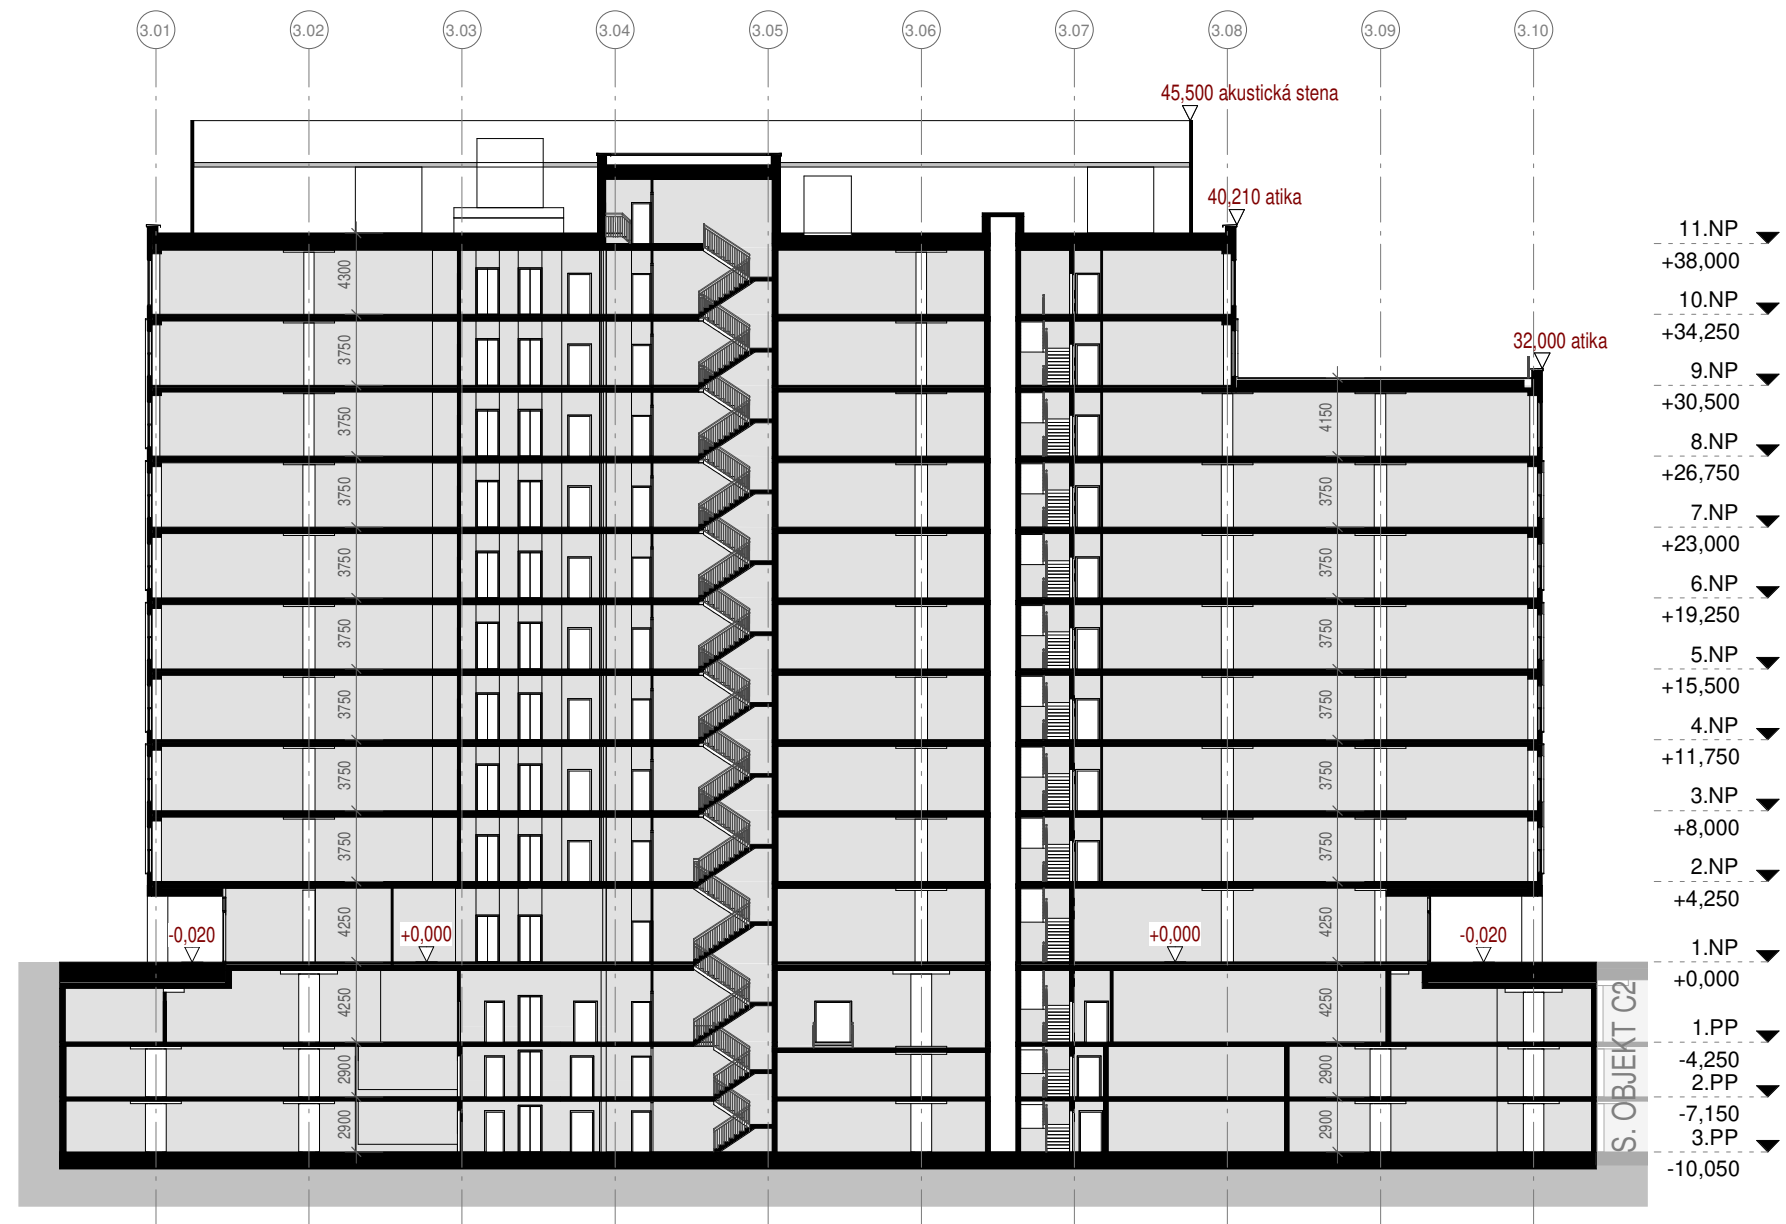 3.01 3.02 3.03 3.04 3.05 3.06 3.07 3.08 3.09 3.10
45,500 akustická stena
40,210 atika
32,000 atika
11.NP
+38,000
10.NP
+34,250
9.NP
+30,500
8.NP
+26,750
7.NP
+23,000
6.NP
+19,250
5.NP
+15,500
4.NP
+11,750
3.NP
+8,000
2.NP
+4,250
1.NP
+0,000
1.PP
-4,250
2.PP
-7,150
3.PP
-10,050
4300
3750
3750
3750
3750
3750
3750
3750
3750
4250
4250
2900
2900
4150
3750
3750
3750
3750
3750
3750
4250
4250
2900
2900
-0,020
+0,000
+0,000
-0,020
S. OBJEKT C2